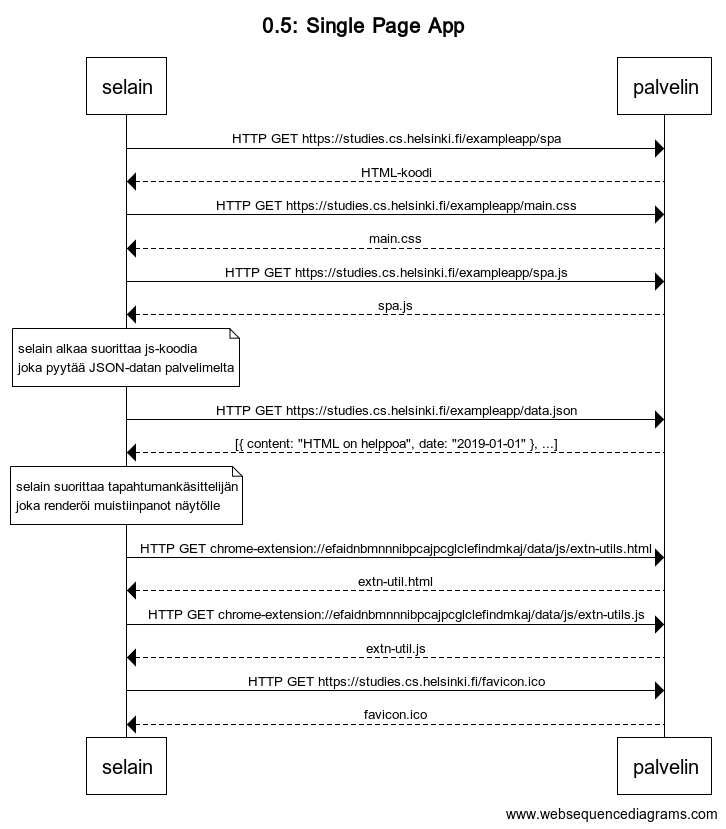 0.5: Single Page App
selain
palvelin
HTTP GET https://studies.cs.helsinki.fi/exampleapp/spa
HTML-koodi
HTTP GET https://studies.cs.helsinki.fi/exampleapp/main.css
main.css
HTTP GET https://studies.cs.helsinki.fi/exampleapp/spa.js
spa.js
selain alkaa suorittaa js-koodia
joka pyytää JSON-datan palvelimelta
HTTP GET https://studies.cs.helsinki.fi/exampleapp/data.json
[{ content: "HTML on helppoa", date: "2019-01-01" }, ...]
selain suorittaa tapahtumankäsittelijän
joka renderöi muistiinpanot näytölle
HTTP GET chrome-extension://efaidnbmnnnibpcajpcglclefindmkaj/data/js/extn-utils.html
extn-util.html
HTTP GET chrome-extension://efaidnbmnnnibpcajpcglclefindmkaj/data/js/extn-utils.js
extn-util.js
HTTP GET https://studies.cs.helsinki.fi/favicon.ico
favicon.ico
selain
palvelin
www.websequencediagrams.com